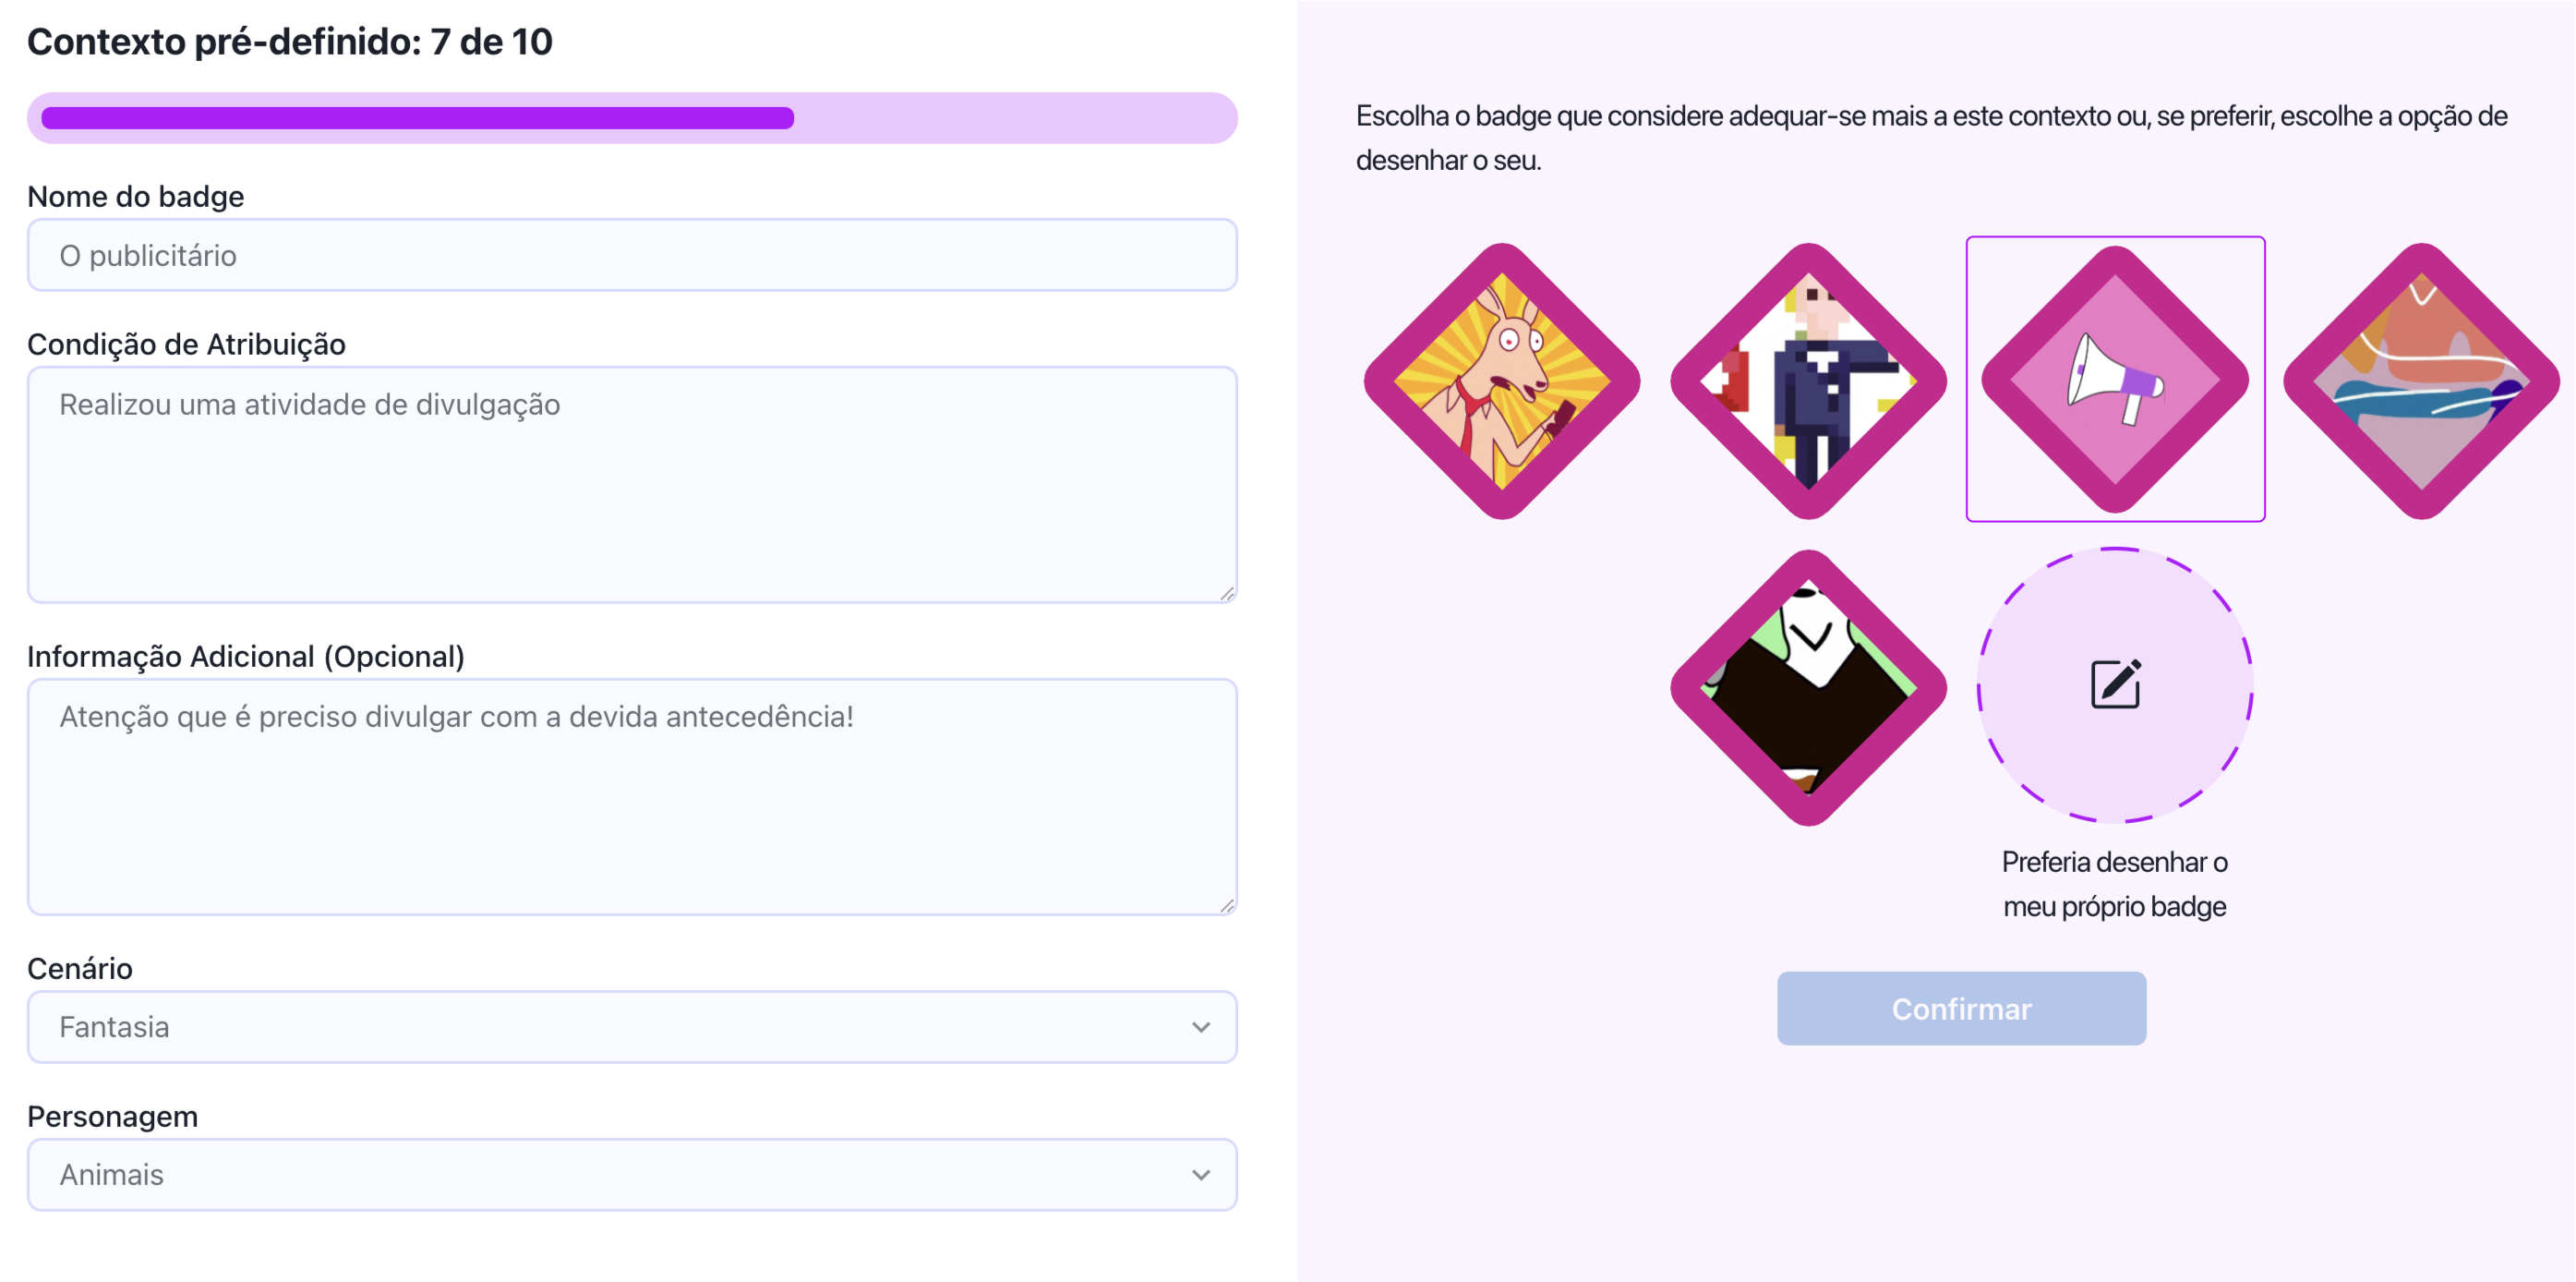 Contexto pré-definido: 7 de 10
Nome do badge
O publicitário
Condição de Atribuição
Realizou uma atividade de divulgação
Informação Adicional (Opcional)
Atenção que é preciso divulgar com a devida antecedência!
Cenário
Fantasia
Personagem
Animais
Escolha o badge que considere adequar-se mais a este contexto ou, se preferir, escolhe a opção de
desenhar o seu.
Preferia desenhar o
meu próprio badge
Confirmar